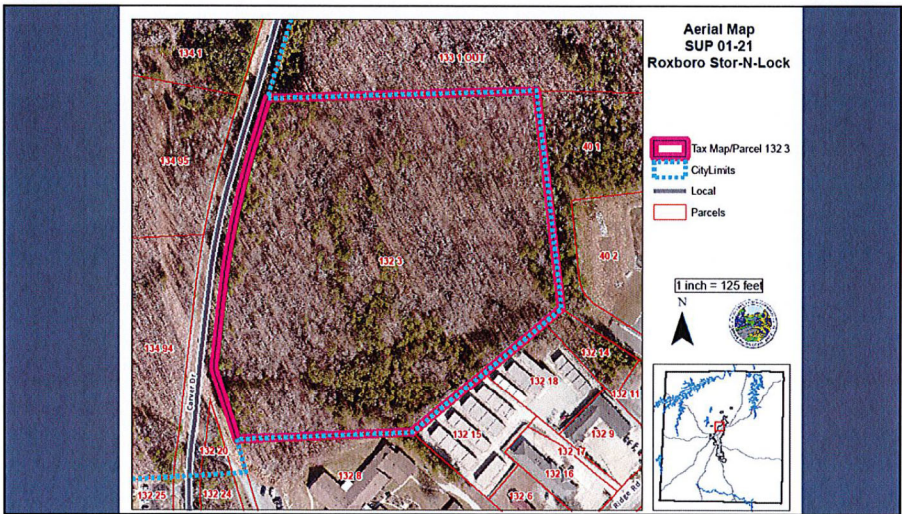 Aerial Map
SUP 01-21
Roxboro Stor-N-Lock
Tax Map/Parcel 132 3
CityLimits
Local
Parcels
1 inch = 125 feet
N
134 1
133 1 OUT
134 95
40 1
132 3
40 2
134 94
Carver Dr
132 14
132 18
132 11
132 20
132 15
132 9
132 17
132 8
132 16
132 25
132 24
132 6
Ridge Rd